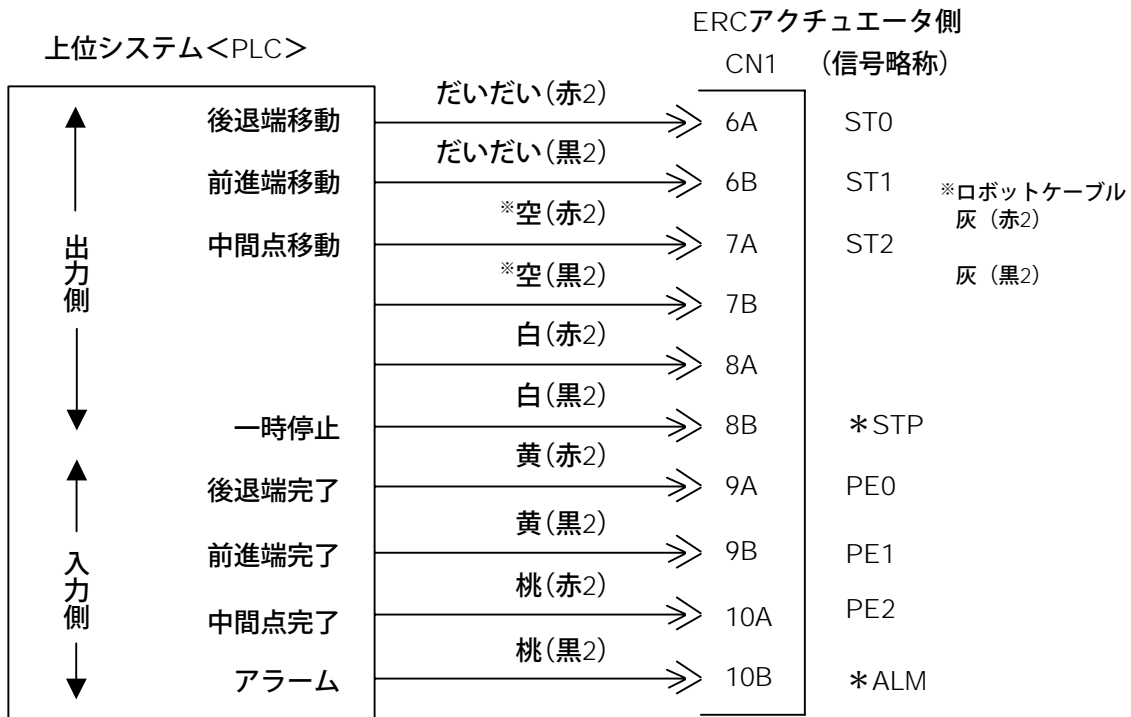 ERCアクチュエータ側
上位システム<PLC>
CN1 (信号略称)
だいだい(赤2)
後退端移動 6A ST0
だいだい(黒2)
前進端移動 6B ST1
※ロボットケーブル
※空(赤2)
灰(赤2)
中間点移動 7A ST2
出力側
※空(黒2)
灰(黒2)
7B
白(赤2)
8A
白(黒2)
一時停止 8B *STP
黄(赤2)
後退端完了 9A PE0
黄(黒2)
前進端完了 9B PE1
入力側
桃(赤2)
中間点完了 10A PE2
桃(黒2)
アラーム 10B *ALM